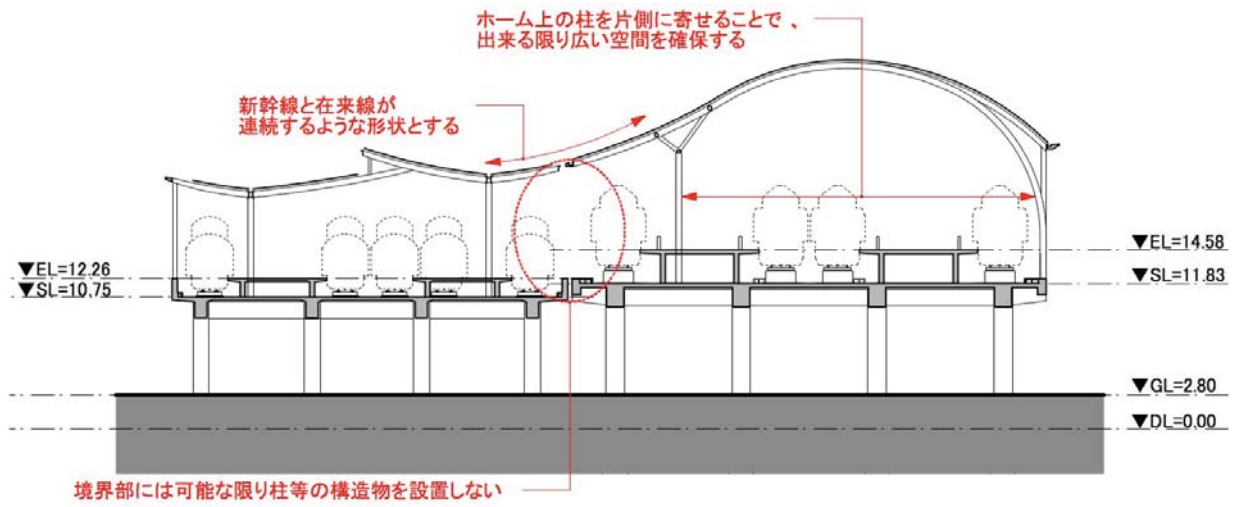 ホーム上の柱を片側に寄せることで、
出来る限り広い空間を確保する
新幹線と在来線が
連続するような形状とする
▼EL=12.26
▼SL=10.75
▼EL=14.58
▼SL=11.83
▼GL=2.80
▼DL=0.00
境界部には可能な限り柱等の構造物を設置しない